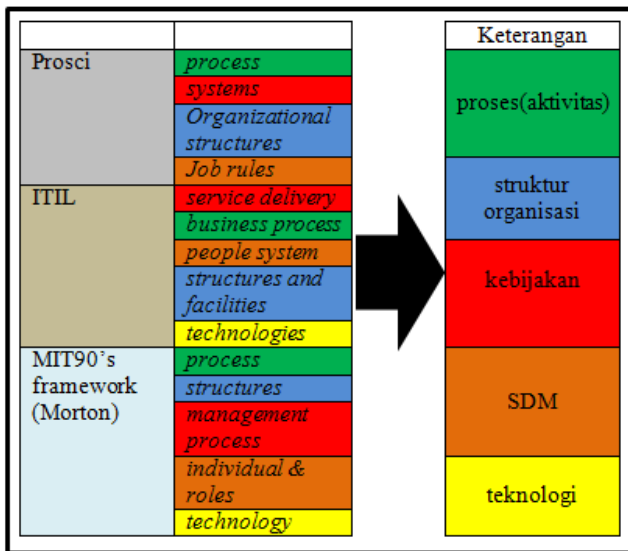 Keterangan
Prosci
process
systems
Organizational
structures
Job rules
ITIL
service delivery
business process
people system
structures and
facilities
technologies
MIT90's
framework
(Morton)
process
structures
management
process
individual &
roles
technology
proses(aktivitas)
struktur
organisasi
kebijakan
SDM
teknologi